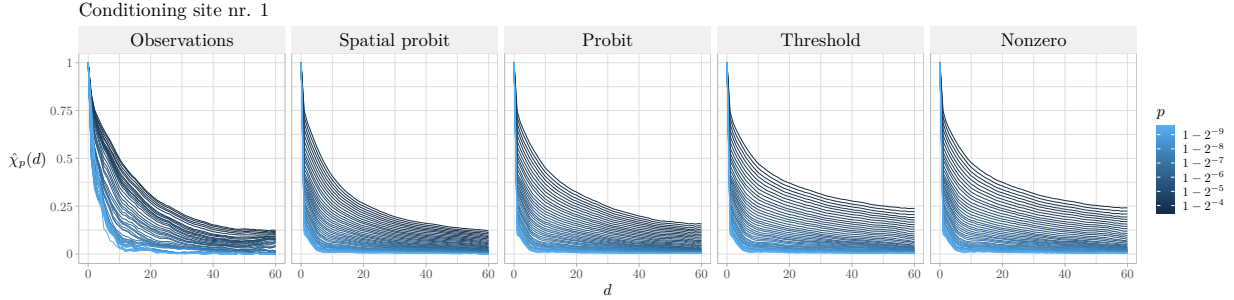 Conditioning site nr. 1
Observations Spatial probit Probit Threshold Nonzero
1
0.75
0.5
0.25
0
χ̂ₚ(d)
0 20 40 60 0 20 40 60 0 20 40 60 0 20 40 60 0 20 40 60
d
p
1 − 2⁻⁹
1 − 2⁻⁸
1 − 2⁻⁷
1 − 2⁻⁶
1 − 2⁻⁵
1 − 2⁻⁴